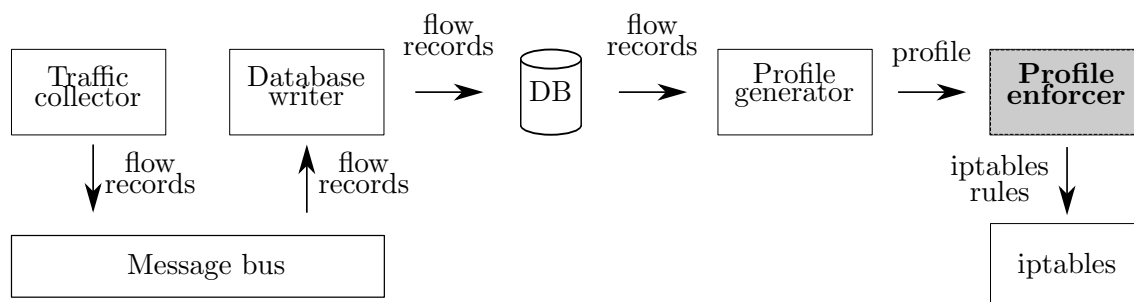 Traffic
collector
Database
writer
flow
records
DB
flow
records
Profile
generator
profile
Profile
enforcer
flow
records
flow
records
iptables
rules
Message bus
iptables